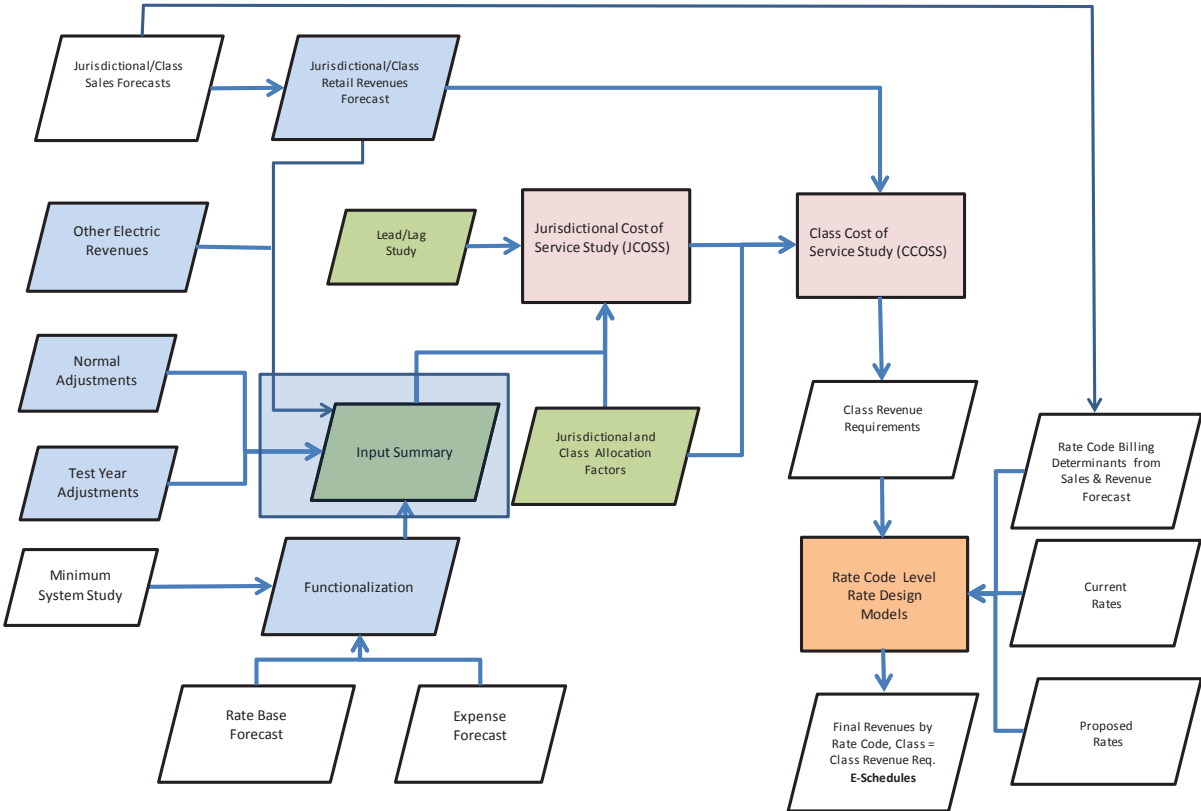 Jurisdictional/Class
Sales Forecasts
Jurisdictional/Class
Retail Revenues
Forecast
Other Electric
Revenues
Lead/Lag
Study
Jurisdictional Cost of
Service Study (JCOSS)
Class Cost of
Service Study (CCOSS)
Normal
Adjustments
Test Year
Adjustments
Input Summary
Jurisdictional and
Class Allocation
Factors
Class Revenue
Requirements
Rate Code Billing
Determinants from
Sales & Revenue
Forecast
Minimum
System Study
Functionalization
Rate Code Level
Rate Design
Models
Current
Rates
Rate Base
Forecast
Expense
Forecast
Final Revenues by
Rate Code, Class =
Class Revenue Req.
E-Schedules
Proposed
Rates